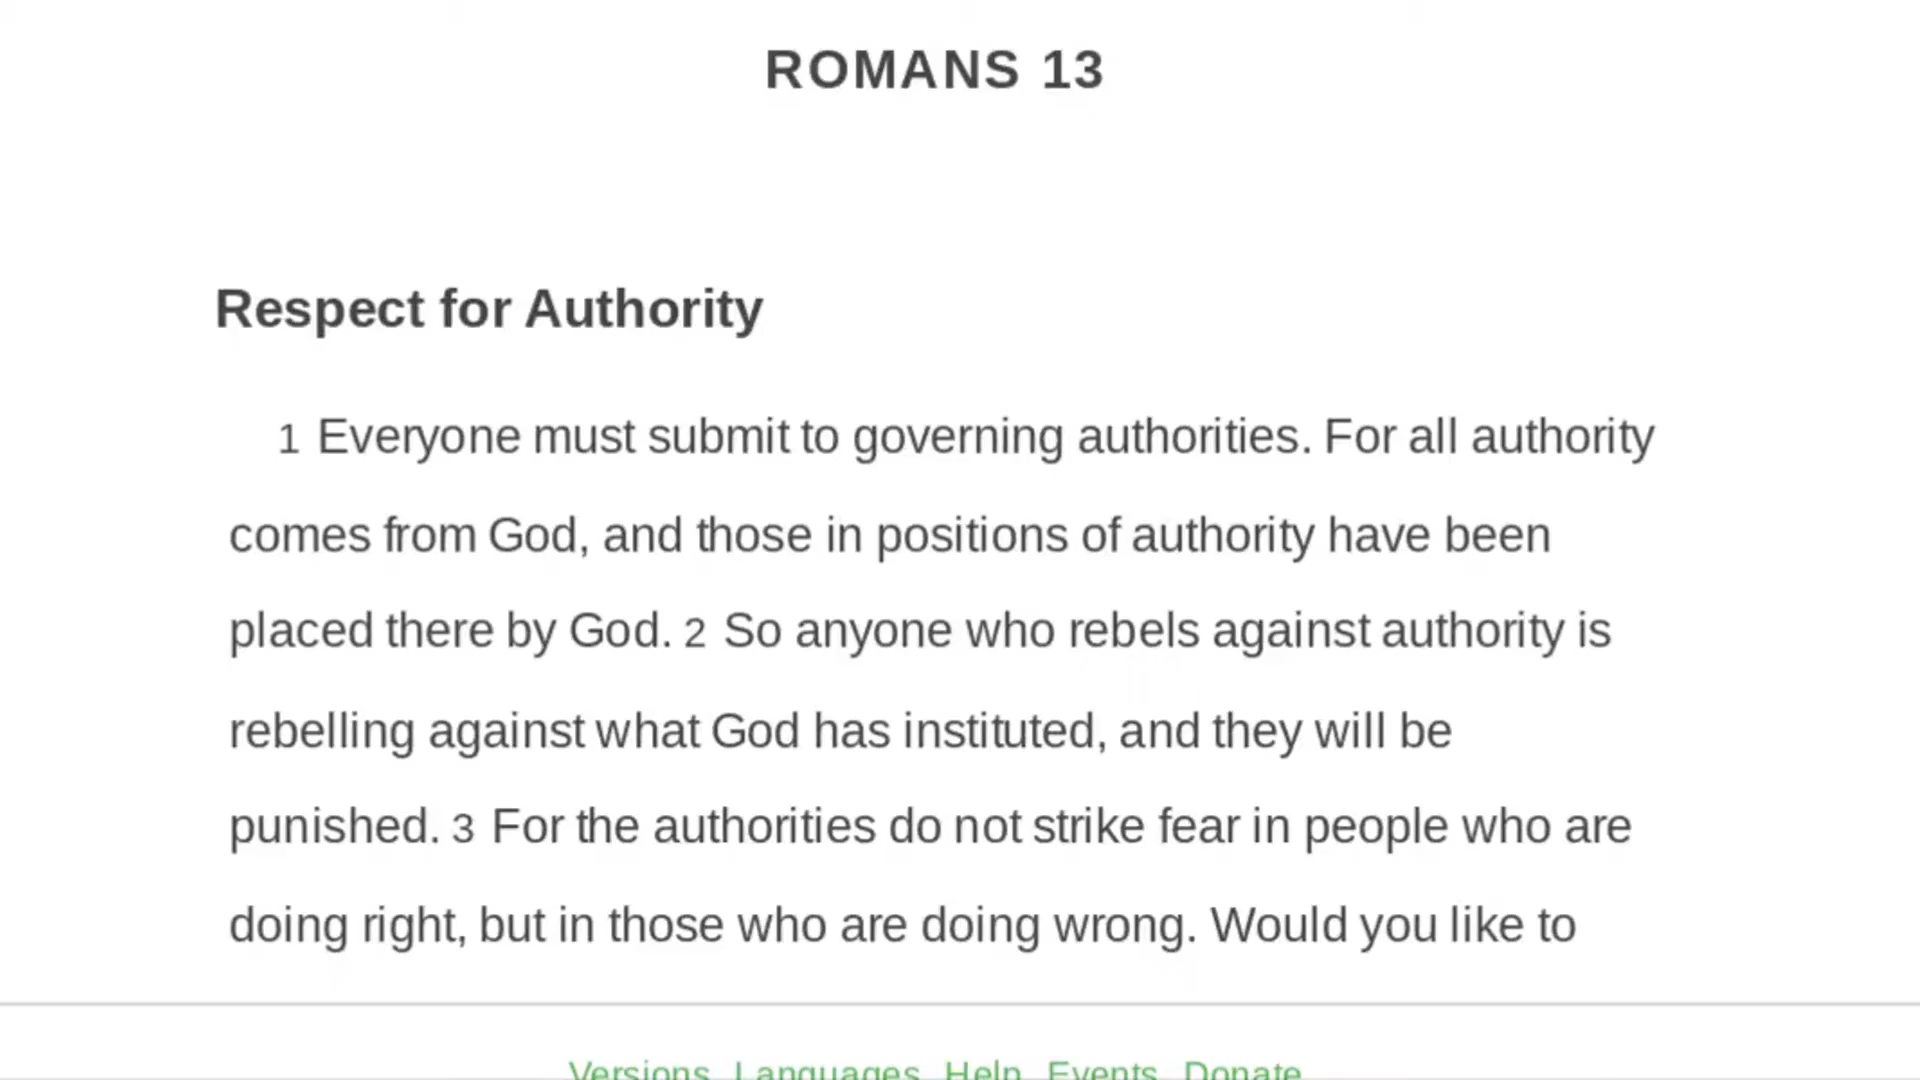 ROMANS 13
Respect for Authority
1 Everyone must submit to governing authorities. For all authority
comes from God, and those in positions of authority have been
placed there by God. 2 So anyone who rebels against authority is
rebelling against what God has instituted, and they will be
punished. 3 For the authorities do not strike fear in people who are
doing right, but in those who are doing wrong. Would you like to
Versions Languages Help Events Donate